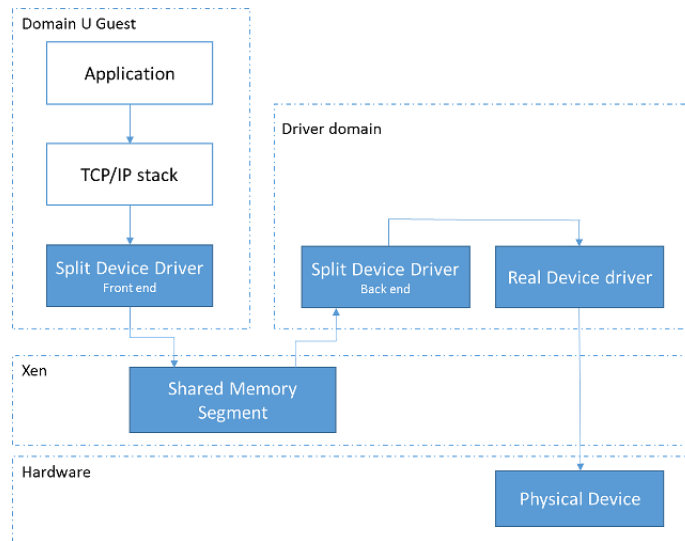 Domain U Guest
Application
TCP/IP stack
Split Device Driver
Front end
Driver domain
Split Device Driver
Back end
Real Device driver
Xen
Shared Memory
Segment
Hardware
Physical Device